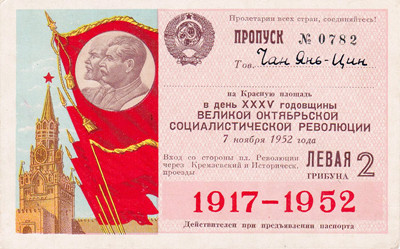 Пролетарии всех стран, соединяйтесь!
ПРОПУСК № 0782
Тов. Чан Янь-Цин
на Красную площадь
в день XXXV годовщины
ВЕЛИКОЙ ОКТЯБРЬСКОЙ
СОЦИАЛИСТИЧЕСКОЙ РЕВОЛЮЦИИ
7 ноября 1952 года
Вход со стороны пл. Революции
через Кремлевский и Историческ.
проезды
ЛЕВАЯ 2
ТРИБУНА
1917-1952
Действителен при предъявлении паспорта